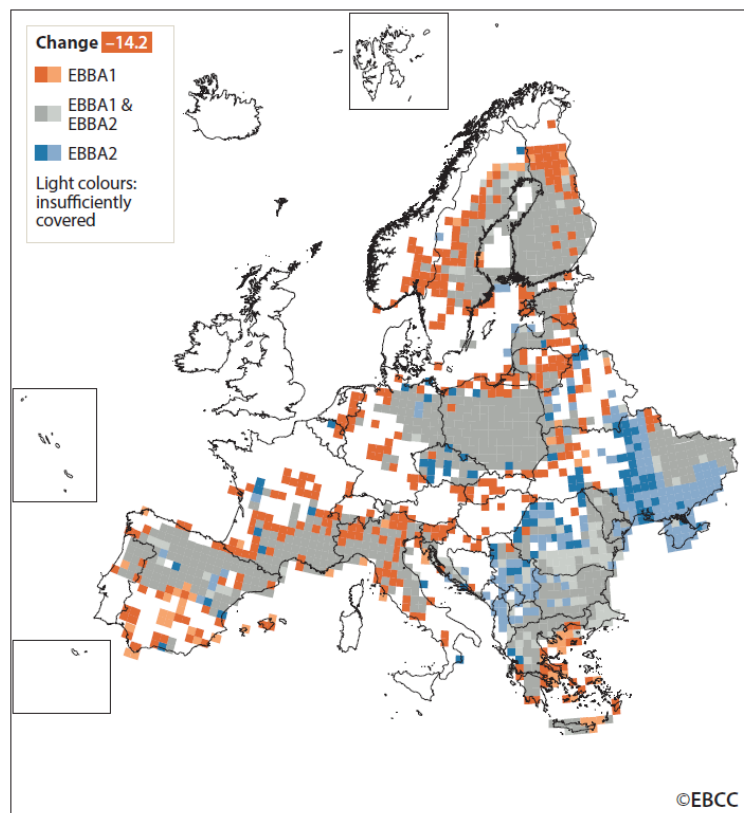 Change –14.2
EBBA1
EBBA1 &
EBBA2
EBBA2
Light colours:
insufficiently
covered
©EBCC